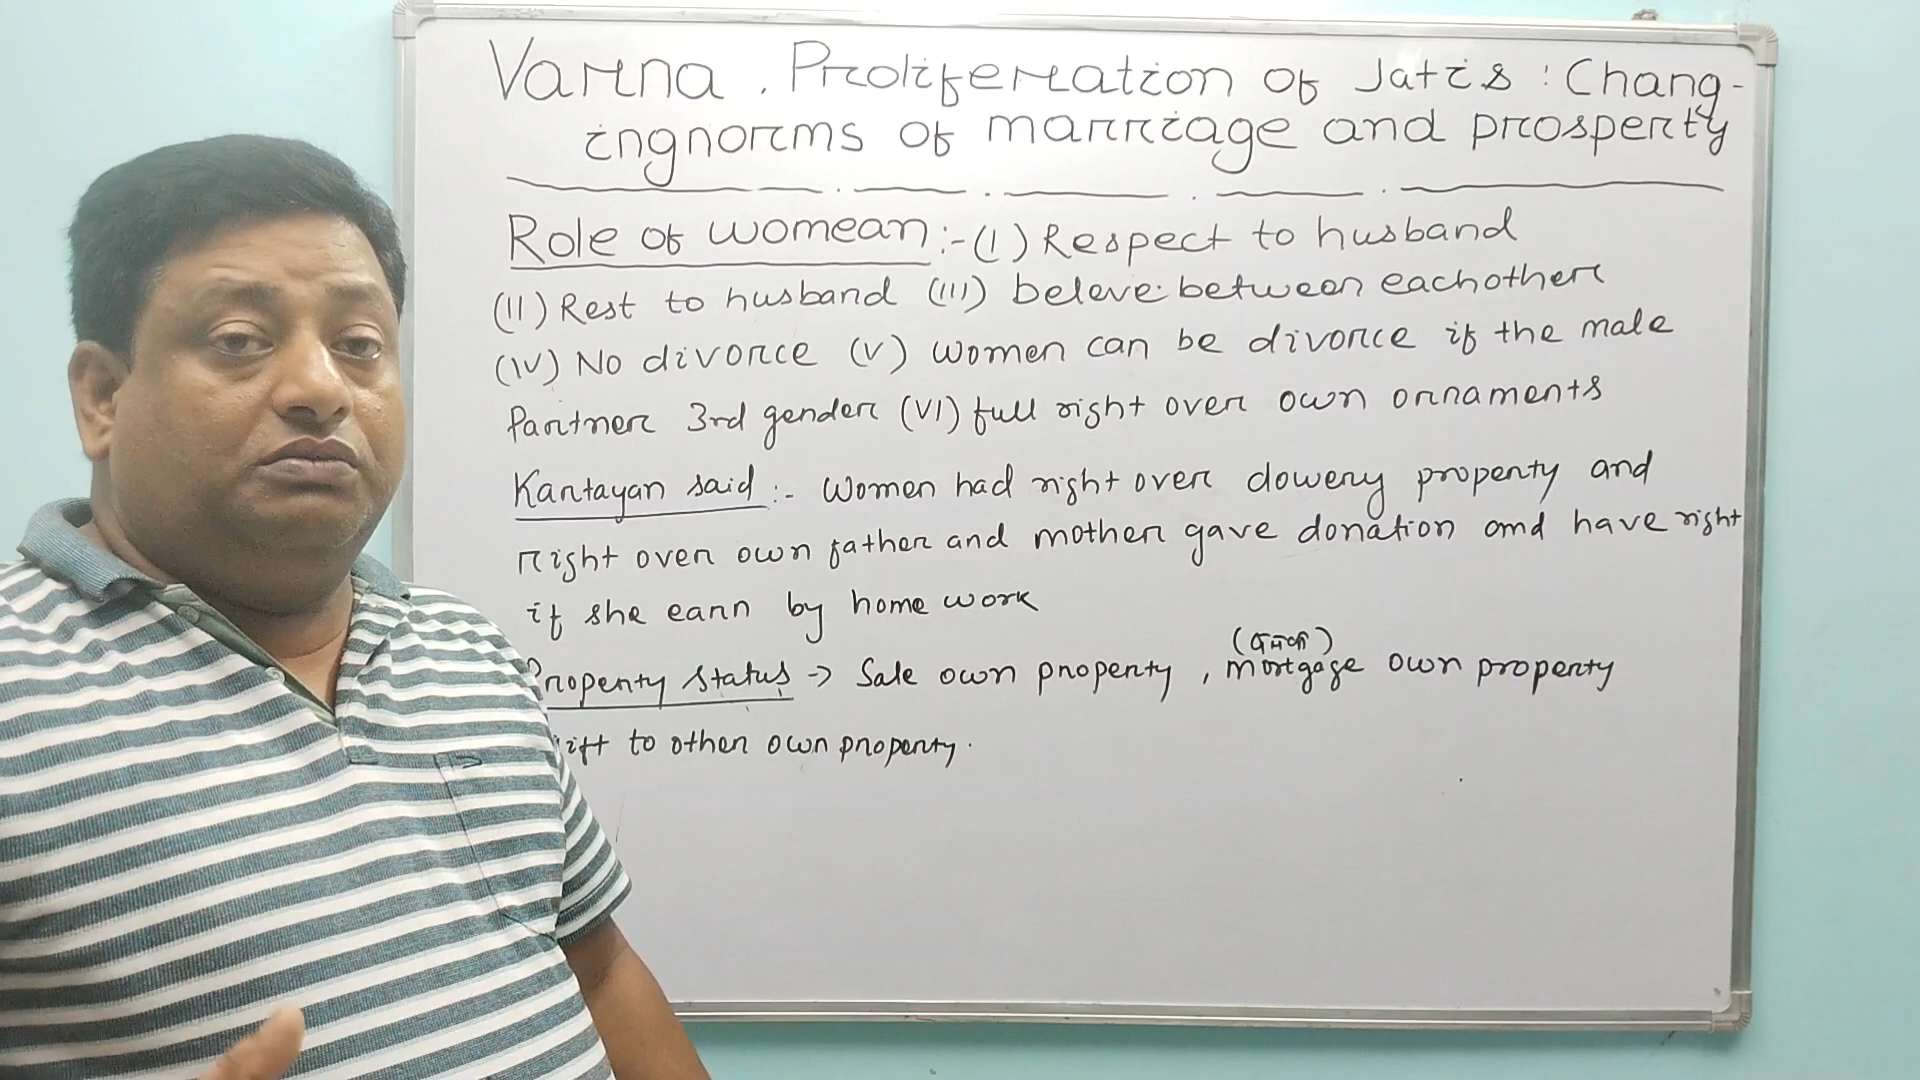 Varna. Proliferation of Jatis : Chang-
ingnorms of marriage and prosperty
Role of womean :- (I) Respect to husband
(II) Rest to husband (III) beleve between eachother
(IV) No divorce (V) women can be divorce if the male
Partner 3rd gender (VI) full right over own ornaments
Kartayan said :- Women had right over dowery property and
right over own father and mother gave donation and have right
if she earn by home work
Property status → Sale own property, mortgage own property
to other own property.